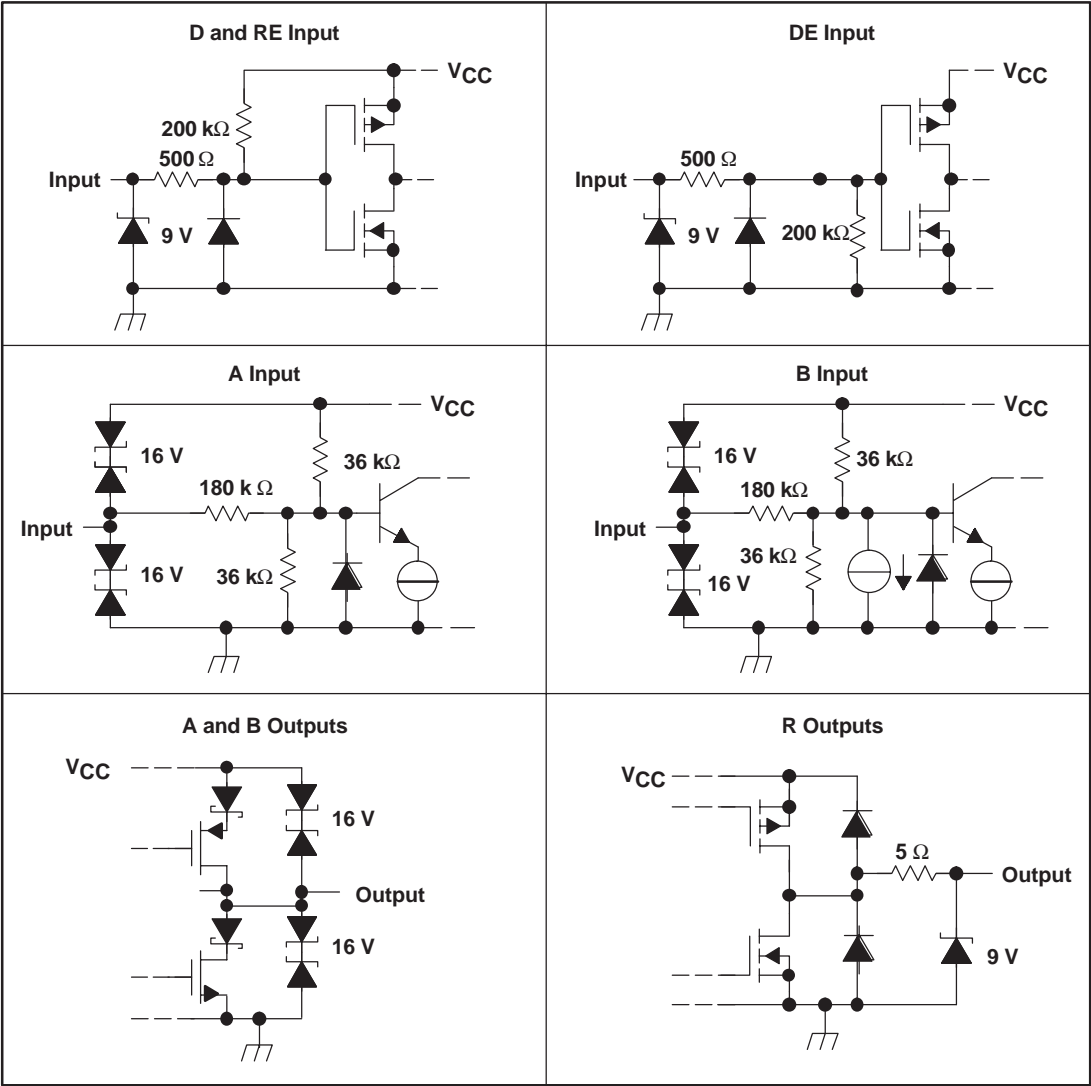 D and RE Input
VCC
200 kΩ
500 Ω
Input
9 V
DE Input
VCC
500 Ω
Input
9 V
200 kΩ
A Input
VCC
16 V
36 kΩ
180 k Ω
Input
16 V
36 kΩ
B Input
VCC
16 V
36 kΩ
180 kΩ
Input
36 kΩ
16 V
A and B Outputs
VCC
16 V
Output
16 V
R Outputs
VCC
5 Ω
Output
9 V